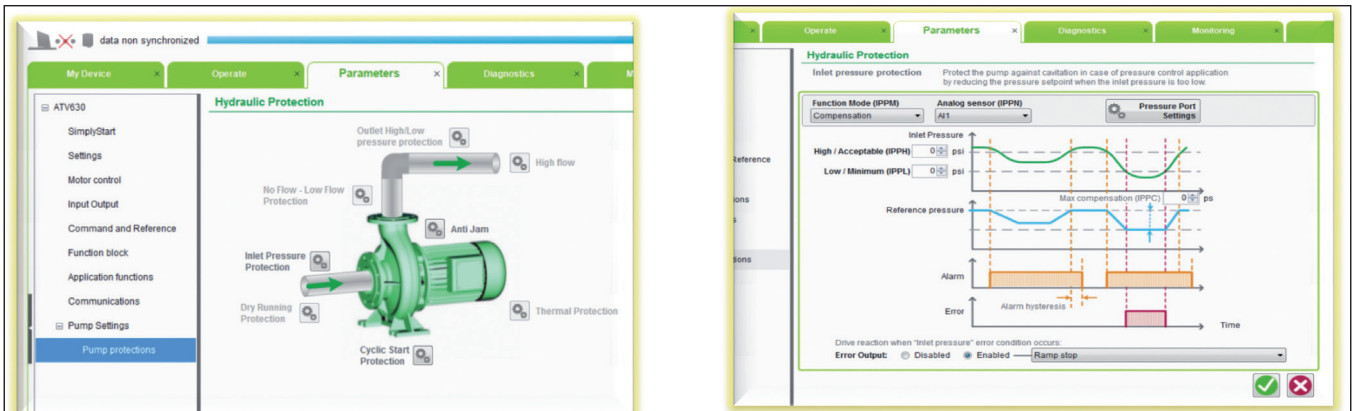 data non synchronized
My Device ×
Operate ×
Parameters ×
Diagnostics ×
M
ATV630
SimplyStart
Settings
Motor control
Input Output
Command and Reference
Function block
Application functions
Communications
Pump Settings
Pump protections
Hydraulic Protection
Outlet High/Low
pressure protection
High flow
No Flow - Low Flow
Protection
Anti Jam
Inlet Pressure
Protection
Dry Running
Protection
Thermal Protection
Cyclic Start
Protection
×
Operate ×
Parameters ×
Diagnostics ×
Monitoring ×
Reference
ions
s
tions
Hydraulic Protection
Inlet pressure protection
Protect the pump against cavitation in case of pressure control application
by reducing the pressure setpoint when the inlet pressure is too low.
Function Mode (IPPM)
Compensation
Analog sensor (IPPN)
AI1
Pressure Port
Settings
Inlet Pressure
High / Acceptable (IPPH) 0 psi
Low / Minimum (IPPL) 0 psi
Max compensation (IPPC) 0 ps
Reference pressure
Alarm
Alarm hysteresis
Error
Time
Drive reaction when "Inlet pressure" error condition occurs:
Error Output: Disabled Enabled Ramp stop